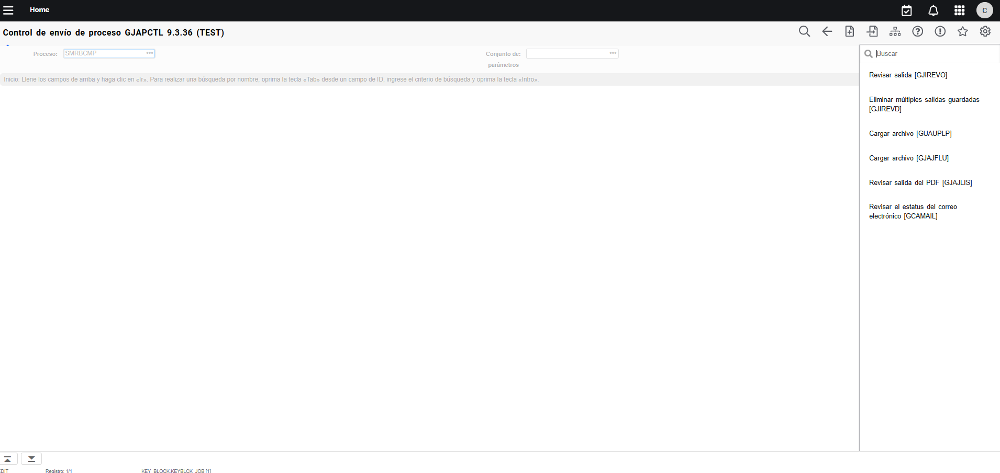 Home
C
Control de envío de proceso GJAPCTL 9.3.36 (TEST)
Proceso: SMRBCMP
Conjunto de:
parámetros
Inicio: Llene los campos de arriba y haga clic en «Ir». Para realizar una búsqueda por nombre, oprima la tecla «Tab» desde un campo de ID, ingrese el criterio de búsqueda y oprima la tecla «Intro».
Buscar
Revisar salida [GJIREVO]
Eliminar múltiples salidas guardadas
[GJIREVD]
Cargar archivo [GUAUPLP]
Cargar archivo [GJAJFLU]
Revisar salida del PDF [GJAJLIS]
Revisar el estatus del correo
electrónico [GCAMAIL]
EDIT
Registro: 1/1
KEY_BLOCK.KEYBLCK_JOB [1]